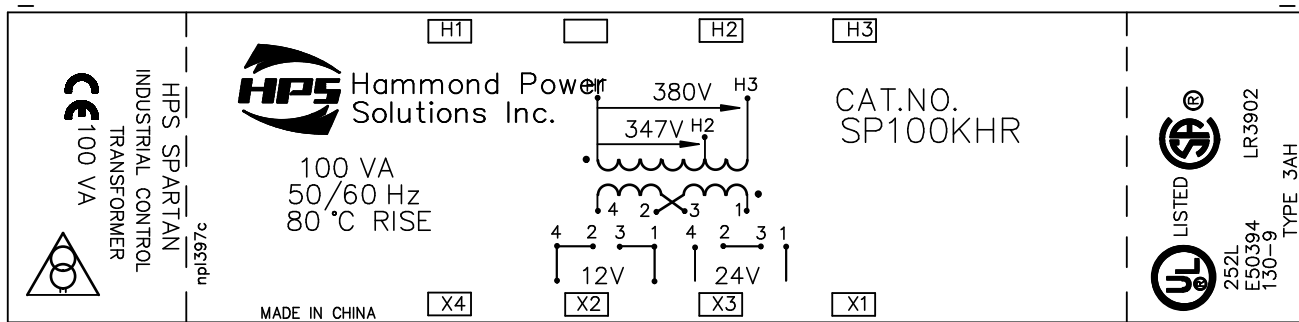 HPS SPARTAN
INDUSTRIAL CONTROL
TRANSFORMER
CE 100 VA
npl397c
H1
H2
H3
HPS
Hammond Power
Solutions Inc.
100 VA
50/60 Hz
80 °C RISE
MADE IN CHINA
H1
380V
H3
347V
H2
4 2 3 1
4 2 3 1
12V
4 2 3 1
24V
CAT.NO.
SP100KHR
X4
X2
X3
X1
SA ®
LR3902
UL ®
LISTED
252L
E50394
130-9
TYPE 3AH